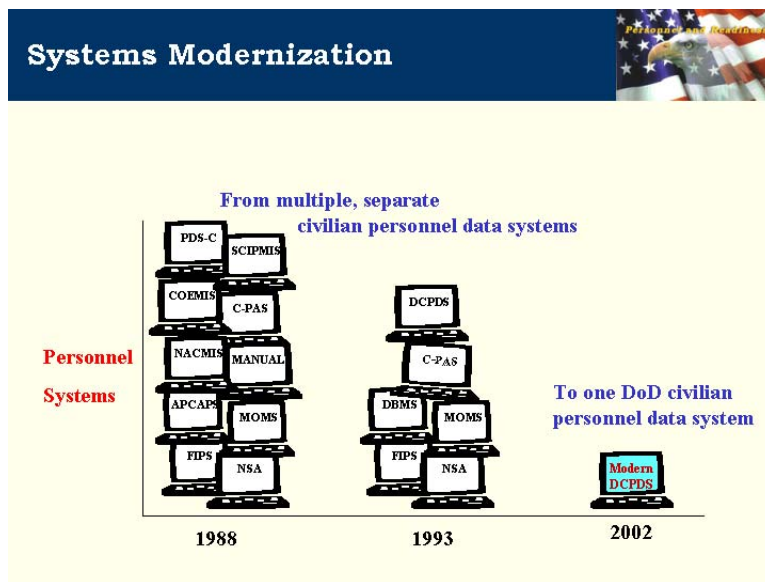 Systems Modernization
Personnel and Readiness
From multiple, separate
civilian personnel data systems
PDS-C
SCIPMIS
COEMIS
C-PAS
NACMIS
MANUAL
APCAPS
MOMS
FIPS
NSA
DCPDS
C-PAS
DBMS
MOMS
FIPS
NSA
Personnel
Systems
To one DoD civilian
personnel data system
Modern
DCPDS
1988
1993
2002